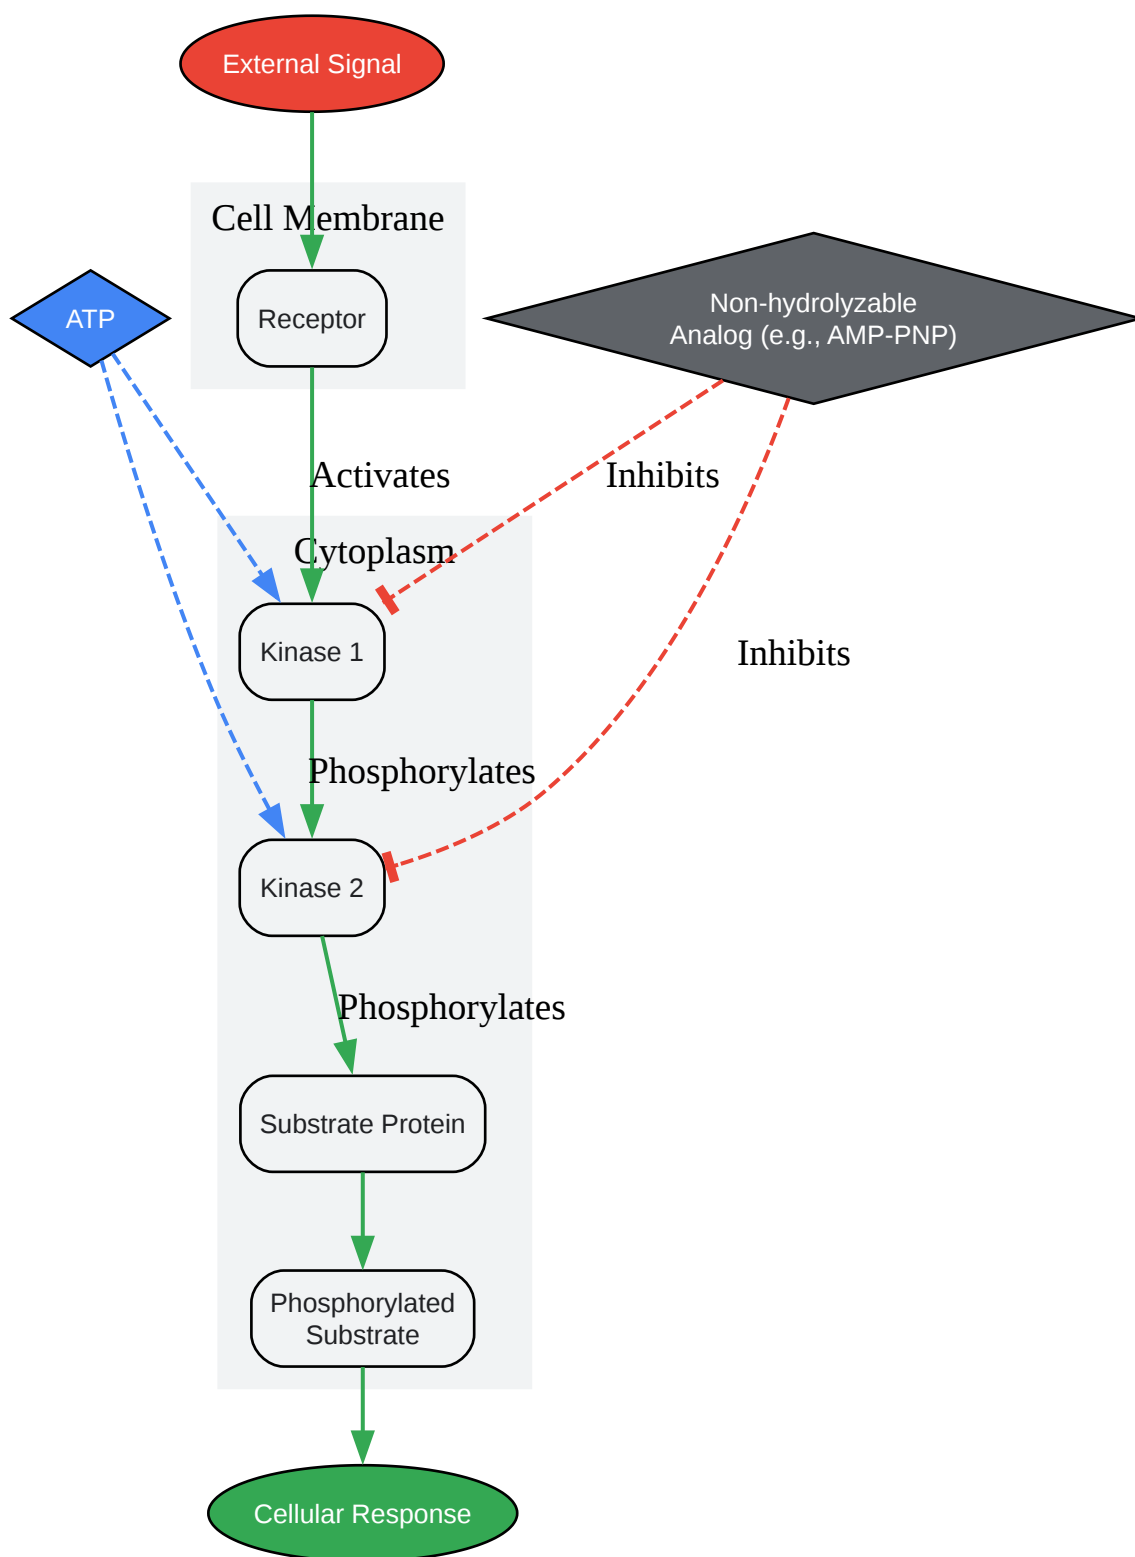 External Signal
Cell Membrane
ATP
Receptor
Non-hydrolyzable
Analog (e.g., AMP-PNP)
Activates
Inhibits
Cytoplasm
Kinase 1
Inhibits
Phosphorylates
Kinase 2
Phosphorylates
Substrate Protein
Phosphorylated
Substrate
Cellular Response